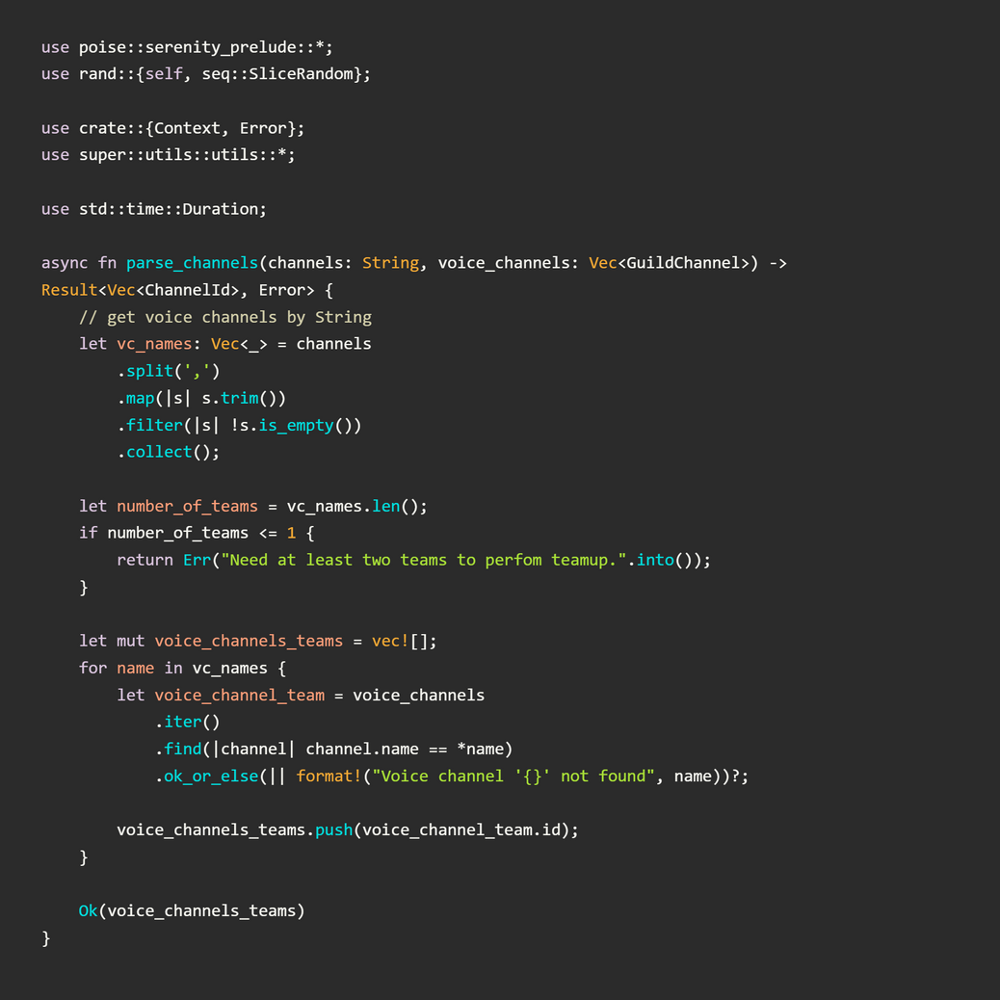 use poise::serenity_prelude::*;
use rand::{self, seq::SliceRandom};

use crate::{Context, Error};
use super::utils::utils::*;

use std::time::Duration;

async fn parse_channels(channels: String, voice_channels: Vec<GuildChannel>) ->
Result<Vec<ChannelId>, Error> {
    // get voice channels by String
    let vc_names: Vec<_> = channels
        .split(',')
        .map(|s| s.trim())
        .filter(|s| !s.is_empty())
        .collect();

    let number_of_teams = vc_names.len();
    if number_of_teams <= 1 {
        return Err("Need at least two teams to perfom teamup.".into());
    }

    let mut voice_channels_teams = vec![];
    for name in vc_names {
        let voice_channel_team = voice_channels
            .iter()
            .find(|channel| channel.name == *name)
            .ok_or_else(|| format!("Voice channel '{}' not found", name))?;

        voice_channels_teams.push(voice_channel_team.id);
    }

    Ok(voice_channels_teams)
}